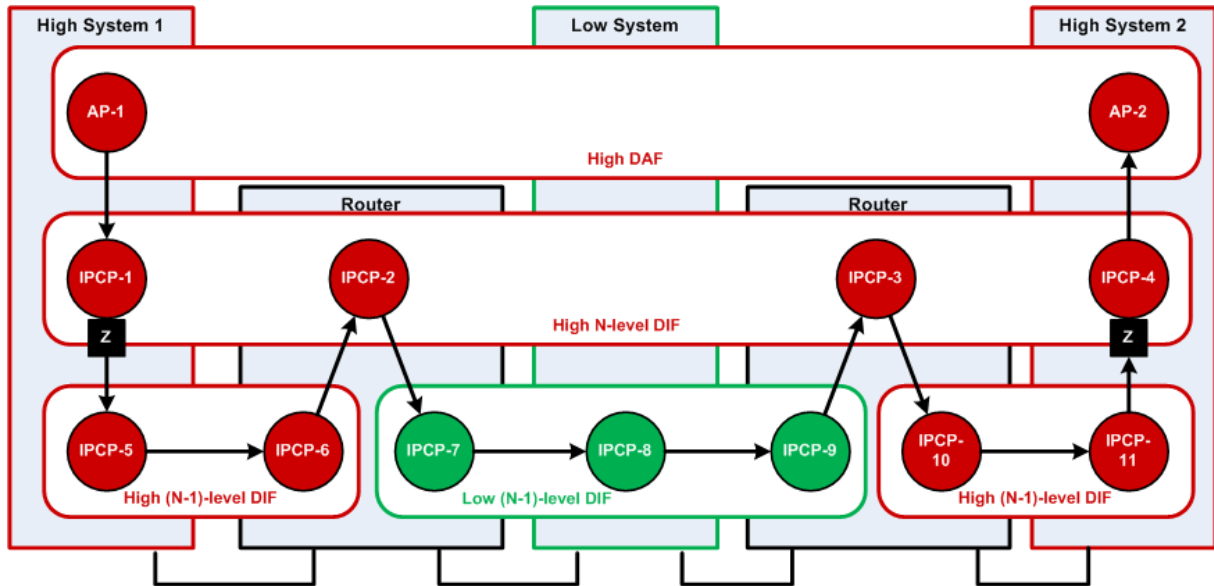 High System 1
Low System
High System 2
AP-1
AP-2
High DAF
Router
Router
IPCP-1
IPCP-2
IPCP-3
IPCP-4
Z
High N-level DIF
Z
IPCP-5
IPCP-6
IPCP-7
IPCP-8
IPCP-9
IPCP-
10
IPCP-
11
High (N-1)-level DIF
Low (N-1)-level DIF
High (N-1)-level DIF